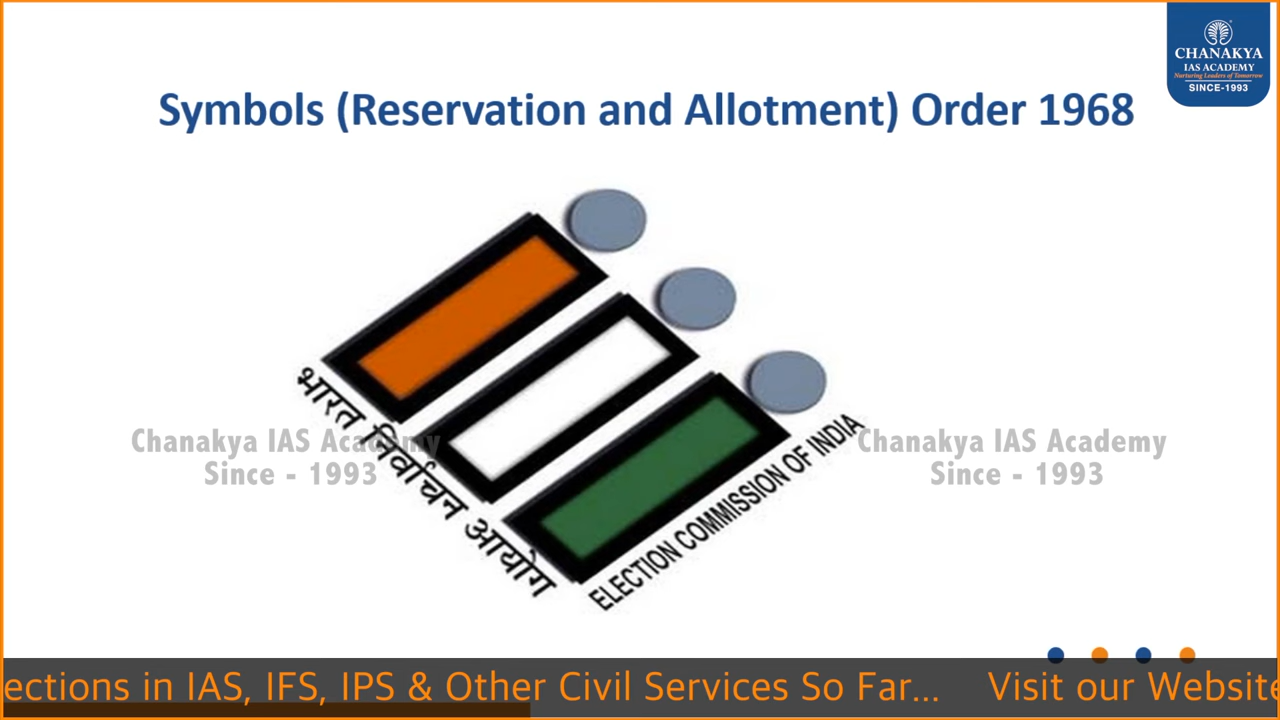 CHANAKYA
IAS ACADEMY
Nurturing Leaders of Tomorrow
SINCE-1993
Symbols (Reservation and Allotment) Order 1968
भारत निर्वाचन आयोग
ELECTION COMMISSION OF INDIA
Chanakya IAS Academy
Since - 1993
Chanakya IAS Academy
Since - 1993
ections in IAS, IFS, IPS & Other Civil Services So Far... Visit our Website